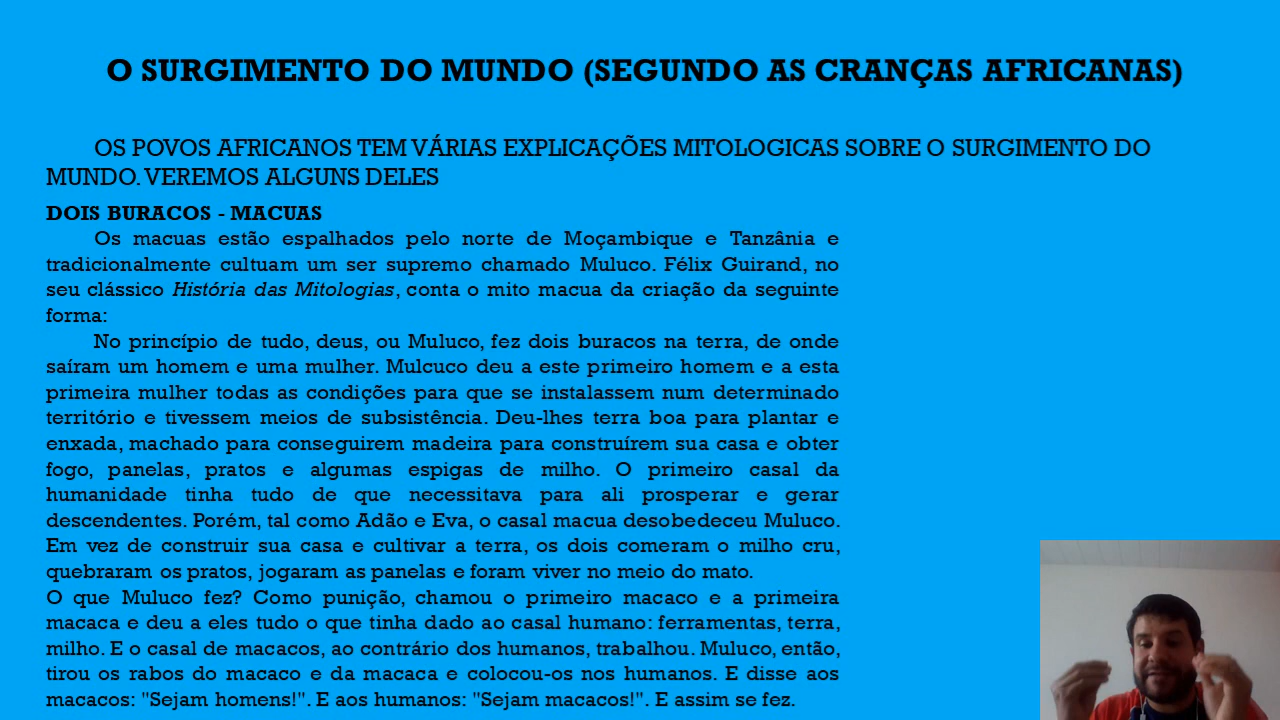 O SURGIMENTO DO MUNDO (SEGUNDO AS CRANÇAS AFRICANAS)
OS POVOS AFRICANOS TEM VÁRIAS EXPLICAÇÕES MITOLOGICAS SOBRE O SURGIMENTO DO
MUNDO. VEREMOS ALGUNS DELES
DOIS BURACOS - MACUAS
Os macuas estão espalhados pelo norte de Moçambique e Tanzânia e
tradicionalmente cultuam um ser supremo chamado Muluco. Félix Guirand, no
seu clássico História das Mitologias, conta o mito macua da criação da seguinte
forma:
No princípio de tudo, deus, ou Muluco, fez dois buracos na terra, de onde
saíram um homem e uma mulher. Mulcuco deu a este primeiro homem e a esta
primeira mulher todas as condições para que se instalassem num determinado
território e tivessem meios de subsistência. Deu-lhes terra boa para plantar e
enxada, machado para conseguirem madeira para construírem sua casa e obter
fogo, panelas, pratos e algumas espigas de milho. O primeiro casal da
humanidade tinha tudo de que necessitava para ali prosperar e gerar
descendentes. Porém, tal como Adão e Eva, o casal macua desobedeceu Muluco.
Em vez de construir sua casa e cultivar a terra, os dois comeram o milho cru,
quebraram os pratos, jogaram as panelas e foram viver no meio do mato.
O que Muluco fez? Como punição, chamou o primeiro macaco e a primeira
macaca e deu a eles tudo o que tinha dado ao casal humano: ferramentas, terra,
milho. E o casal de macacos, ao contrário dos humanos, trabalhou. Muluco, então,
tirou os rabos do macaco e da macaca e colocou-os nos humanos. E disse aos
macacos: "Sejam homens!". E aos humanos: "Sejam macacos!". E assim se fez.